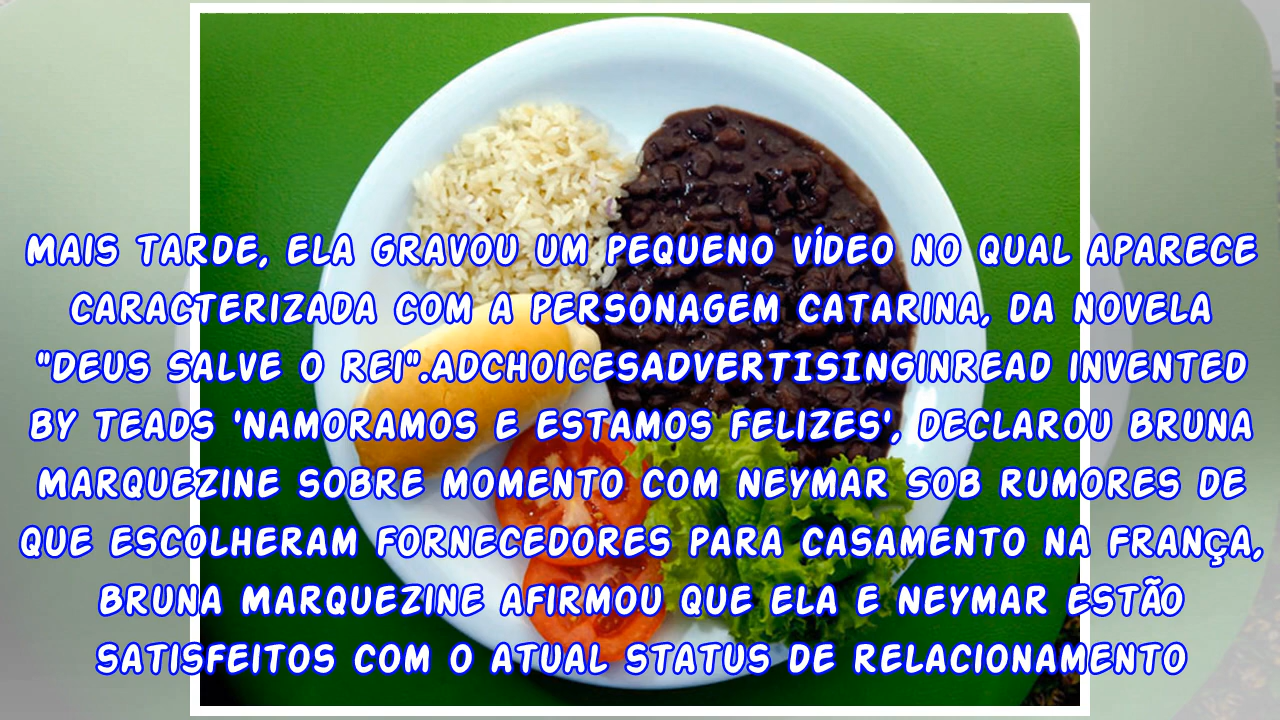 MAIS TARDE, ELA GRAVOU UM PEQUENO VÍDEO NO QUAL APARECE
CARACTERIZADA COM A PERSONAGEM CATARINA, DA NOVELA
"DEUS SALVE O REI".ADCHOICESADVERTISINGINREAD INVENTED
BY TEADS 'NAMORAMOS E ESTAMOS FELIZES', DECLAROU BRUNA
MARQUEZINE SOBRE MOMENTO COM NEYMAR SOB RUMORES DE
QUE ESCOLHERAM FORNECEDORES PARA CASAMENTO NA FRANÇA,
BRUNA MARQUEZINE AFIRMOU QUE ELA E NEYMAR ESTÃO
SATISFEITOS COM O ATUAL STATUS DE RELACIONAMENTO